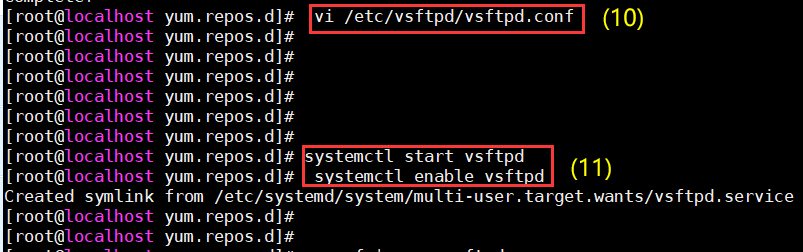 [root@localhost yum.repos.d]#  vi /etc/vsftpd/vsftpd.conf (10)
[root@localhost yum.repos.d]#
[root@localhost yum.repos.d]#
[root@localhost yum.repos.d]#
[root@localhost yum.repos.d]#
[root@localhost yum.repos.d]#
[root@localhost yum.repos.d]#
[root@localhost yum.repos.d]# systemctl start vsftpd
[root@localhost yum.repos.d]#  systemctl enable vsftpd (11)
Created symlink from /etc/systemd/system/multi-user.target.wants/vsftpd.service
[root@localhost yum.repos.d]#
[root@localhost yum.repos.d]#